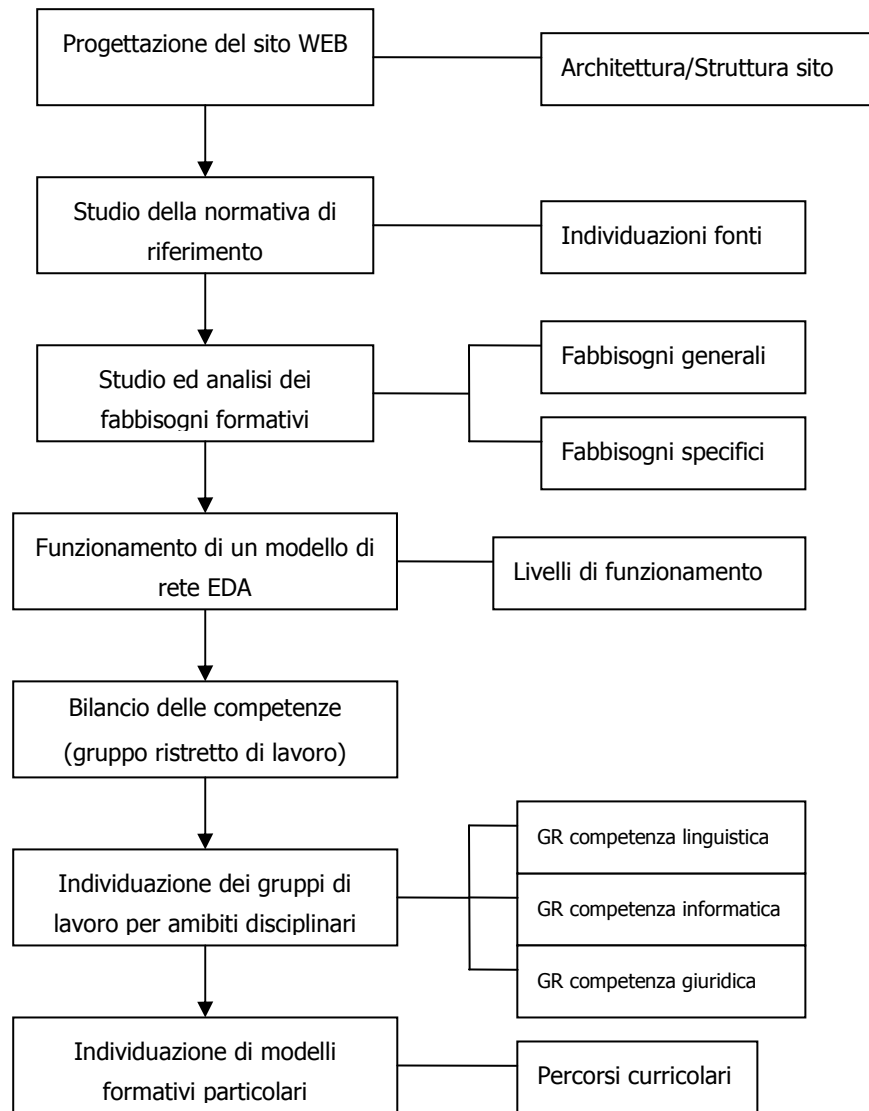 Progettazione del sito WEB
Architettura/Struttura sito
Studio della normativa di
riferimento
Individuazioni fonti
Studio ed analisi dei
fabbisogni formativi
Fabbisogni generali
Fabbisogni specifici
Funzionamento di un modello di
rete EDA
Livelli di funzionamento
Bilancio delle competenze
(gruppo ristretto di lavoro)
Individuazione dei gruppi di
lavoro per amibiti disciplinari
GR competenza linguistica
GR competenza informatica
GR competenza giuridica
Individuazione di modelli
formativi particolari
Percorsi curricolari